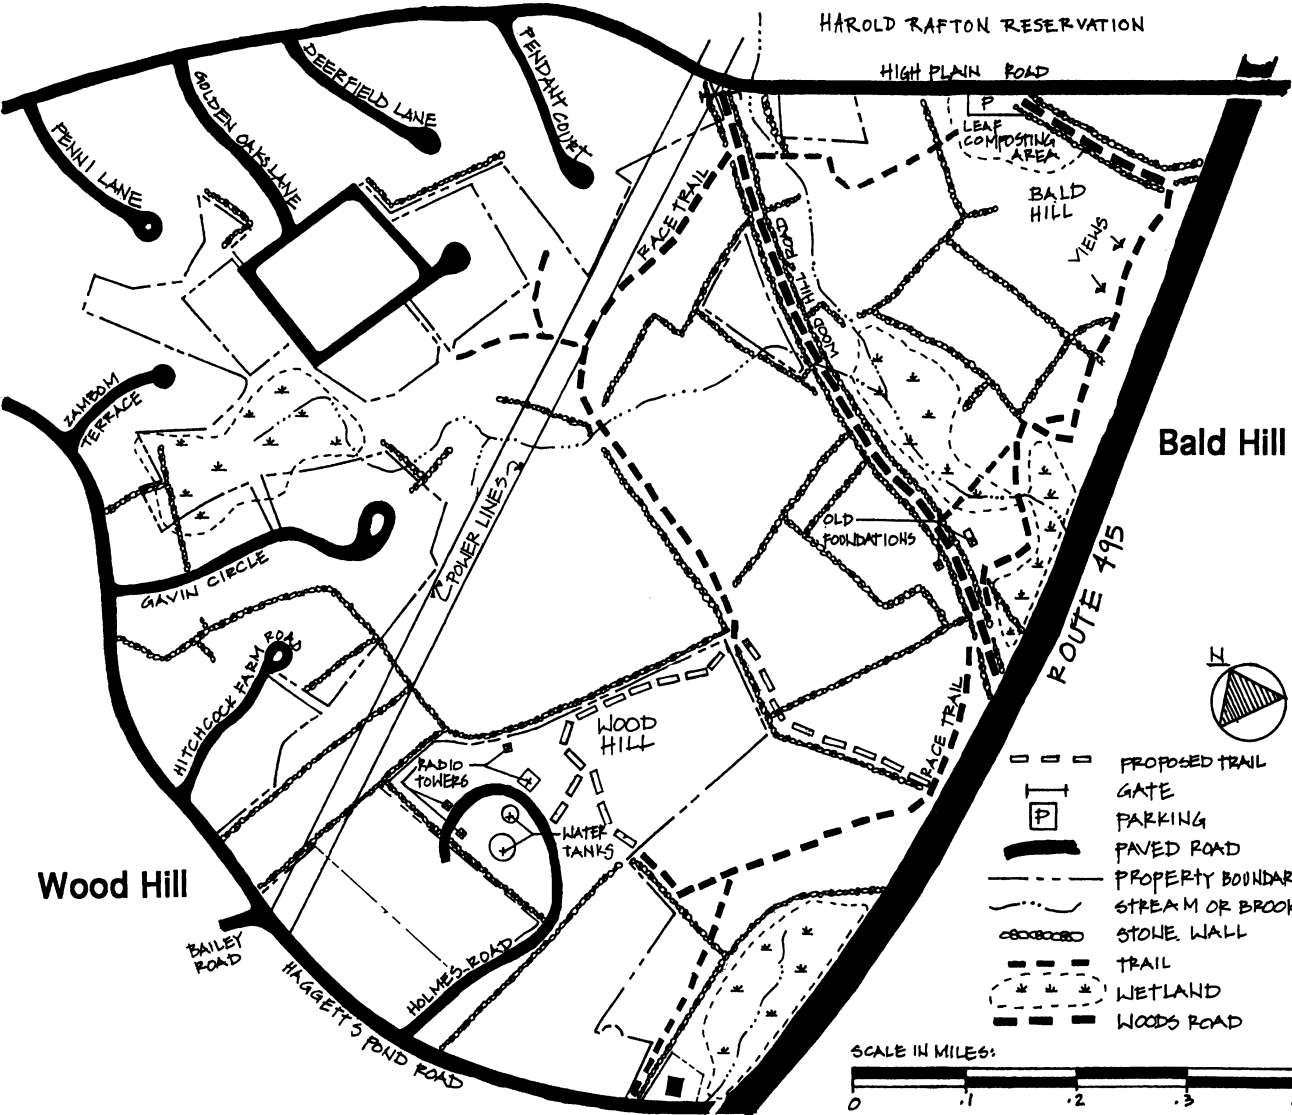 HAROLD RAFTON RESERVATION
HIGH PLAIN ROAD
PENNI LANE
GOLDEN OAKS LANE
DEERFIELD LANE
PENDANT COURT
RACE TRAIL
WOOD HILL ROAD
P
LEAF
COMPOSTING
AREA
BALD
HILL
VIEWS
ZAMBOM
TERRACE
Bald Hill
POWER LINES
OLD
FOUNDATIONS
GAVIN CIRCLE
ROUTE 495
HITCHCOCK FARM ROAD
N
WOOD
HILL
RACE TRAIL
RADIO
TOWERS
WATER
TANKS
Wood Hill
BAILEY
ROAD
HOLMES ROAD
HAGGETT'S POND ROAD
PROPOSED TRAIL
GATE
P PARKING
PAVED ROAD
PROPERTY BOUNDAR
STREAM OR BROOK
STONE WALL
TRAIL
WETLAND
WOODS ROAD
SCALE IN MILES:
0 .1 .2 .3